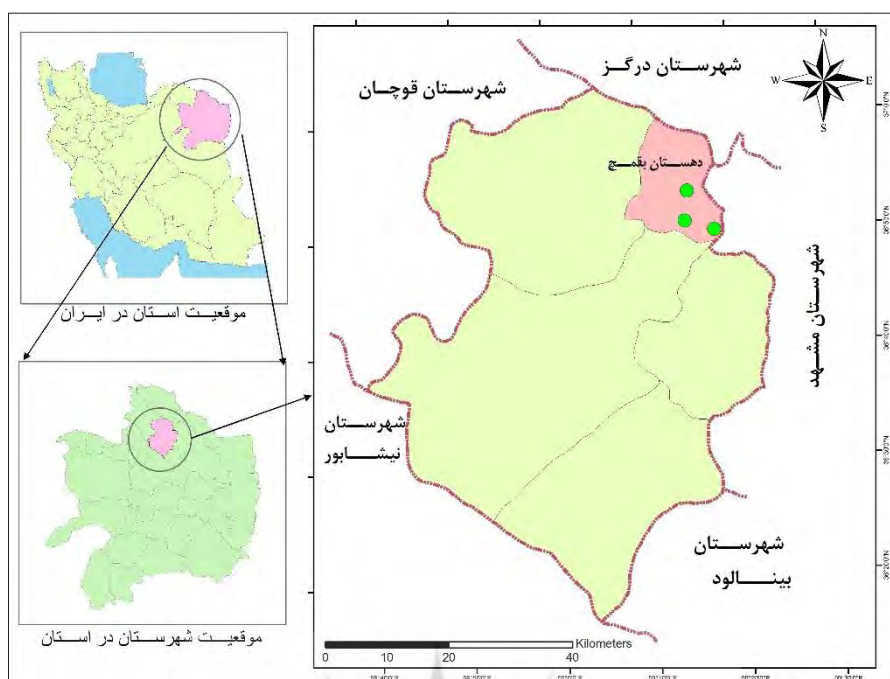 شهرستان درگز
شهرستان قوچان
N
W
E
S
دهستان بقمچ
شهرستان مشهد
شهرستان
نیشابور
شهرستان
بینالود
موقعیت استان در ایران
موقعیت شهرستان در استان
Kilometers
0 10 20 40